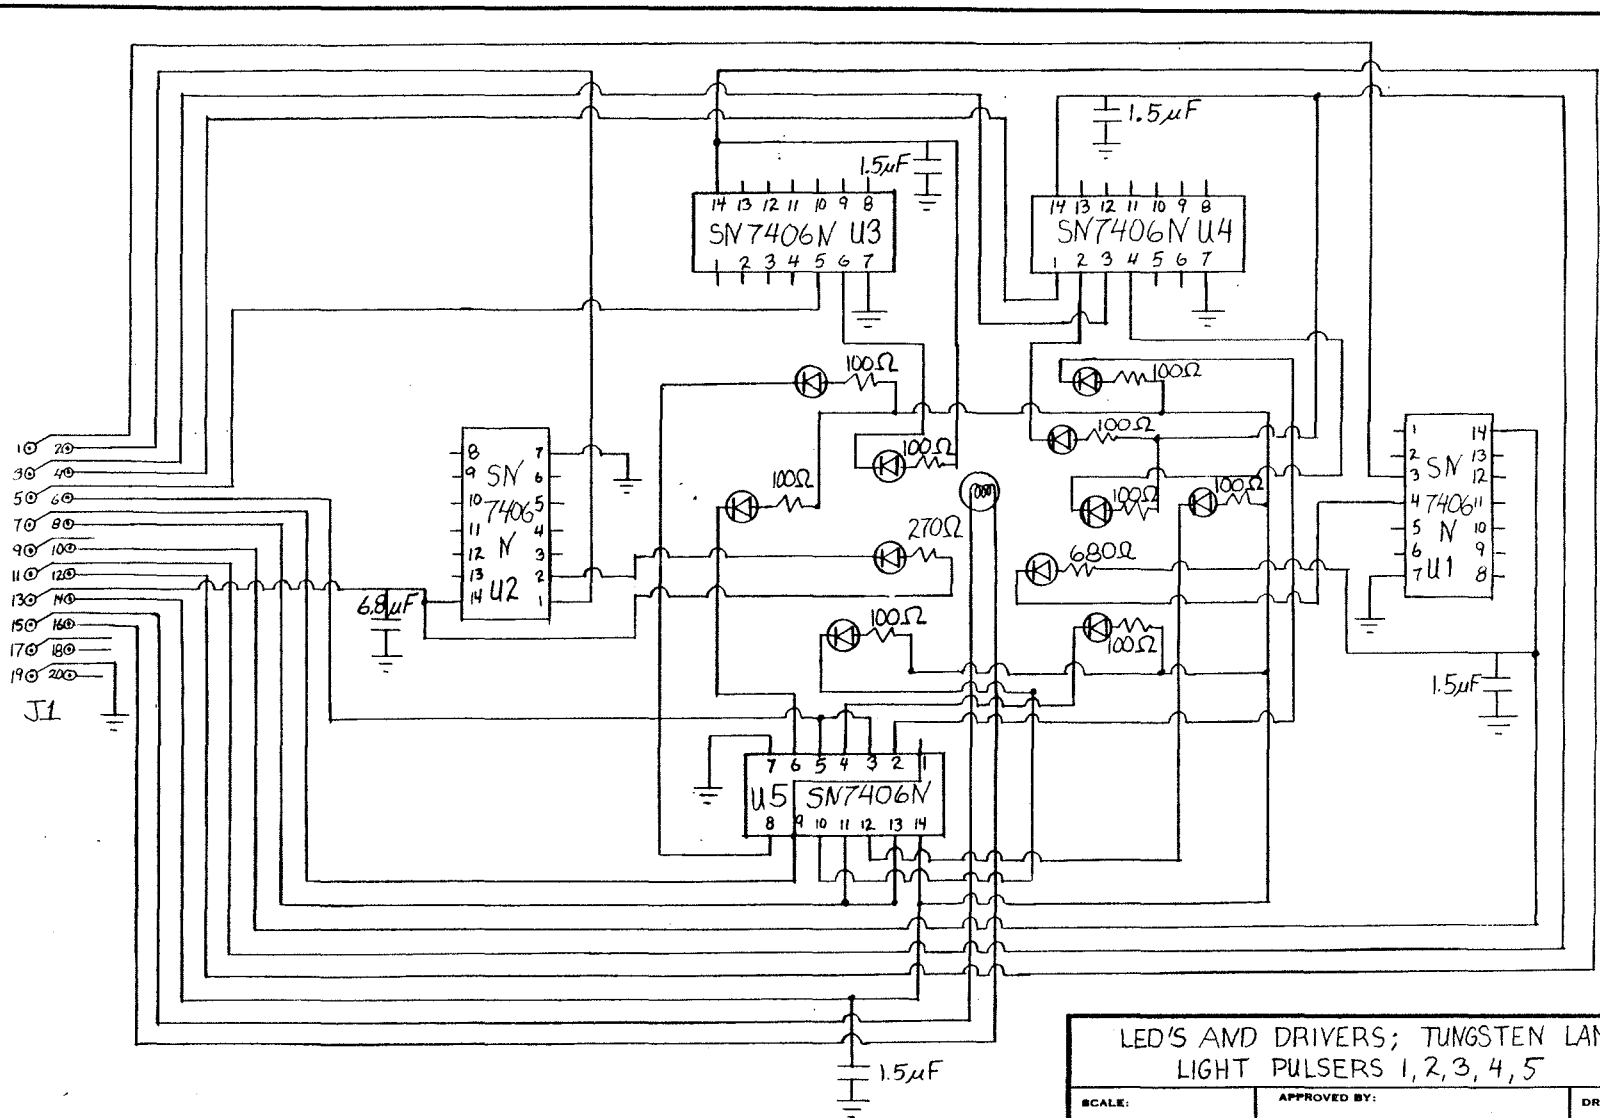 1.5µF
1.5µF
14 13 12 11 10 9 8
SN7406N U3
1 2 3 4 5 6 7
14 13 12 11 10 9 8
SN7406N U4
1 2 3 4 5 6 7
100Ω
100Ω
100Ω
100Ω
100Ω
100Ω
100Ω
270Ω
680Ω
100Ω
100Ω
1 2
3 4
5 6
7 8
9 10
11 12
13 14
15 16
17 18
19 20
J1
8 7
9 SN 6
10 7406 5
11 4
12 N 3
13 2
14 U2 1
6.8µF
1 14
2 13
3 SN 12
4 7406 11
5 N 10
6 9
7 U1 8
1.5µF
7 6 5 4 3 2 1
U5 SN7406N
8 9 10 11 12 13 14
1.5µF
LED'S AND DRIVERS; TUNGSTEN LAM
LIGHT PULSERS 1,2,3,4,5
SCALE: APPROVED BY: DR